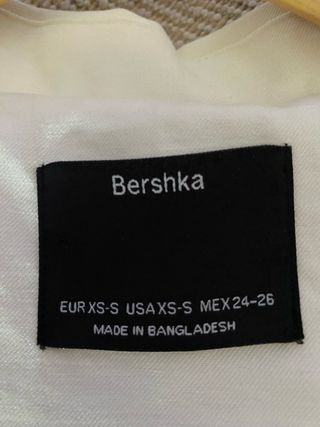 Bershka
EUR XS-S USA XS-S MEX 24-26
MADE IN BANGLADESH